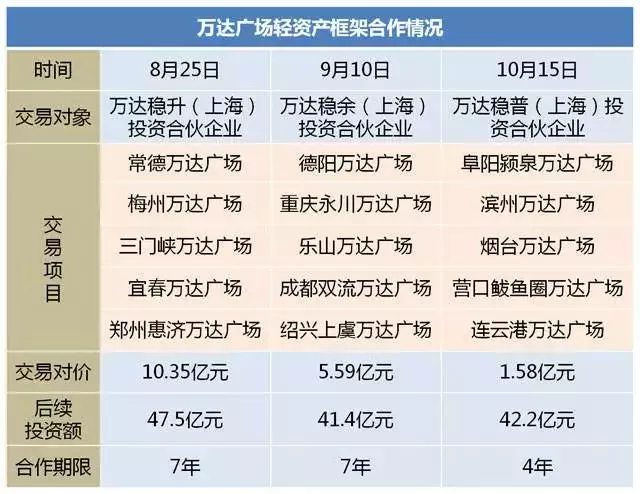 万达广场轻资产框架合作情况
时间 8月25日 9月10日 10月15日
交易对象 万达稳升（上海）投资合伙企业 万达稳余（上海）投资合伙企业 万达稳普（上海）投资合伙企业
交易项目
常德万达广场 德阳万达广场 阜阳颍泉万达广场
梅州万达广场 重庆永川万达广场 滨州万达广场
三门峡万达广场 乐山万达广场 烟台万达广场
宜春万达广场 成都双流万达广场 营口鲅鱼圈万达广场
郑州惠济万达广场 绍兴上虞万达广场 连云港万达广场
交易对价 10.35亿元 5.59亿元 1.58亿元
后续投资额 47.5亿元 41.4亿元 42.2亿元
合作期限 7年 7年 4年